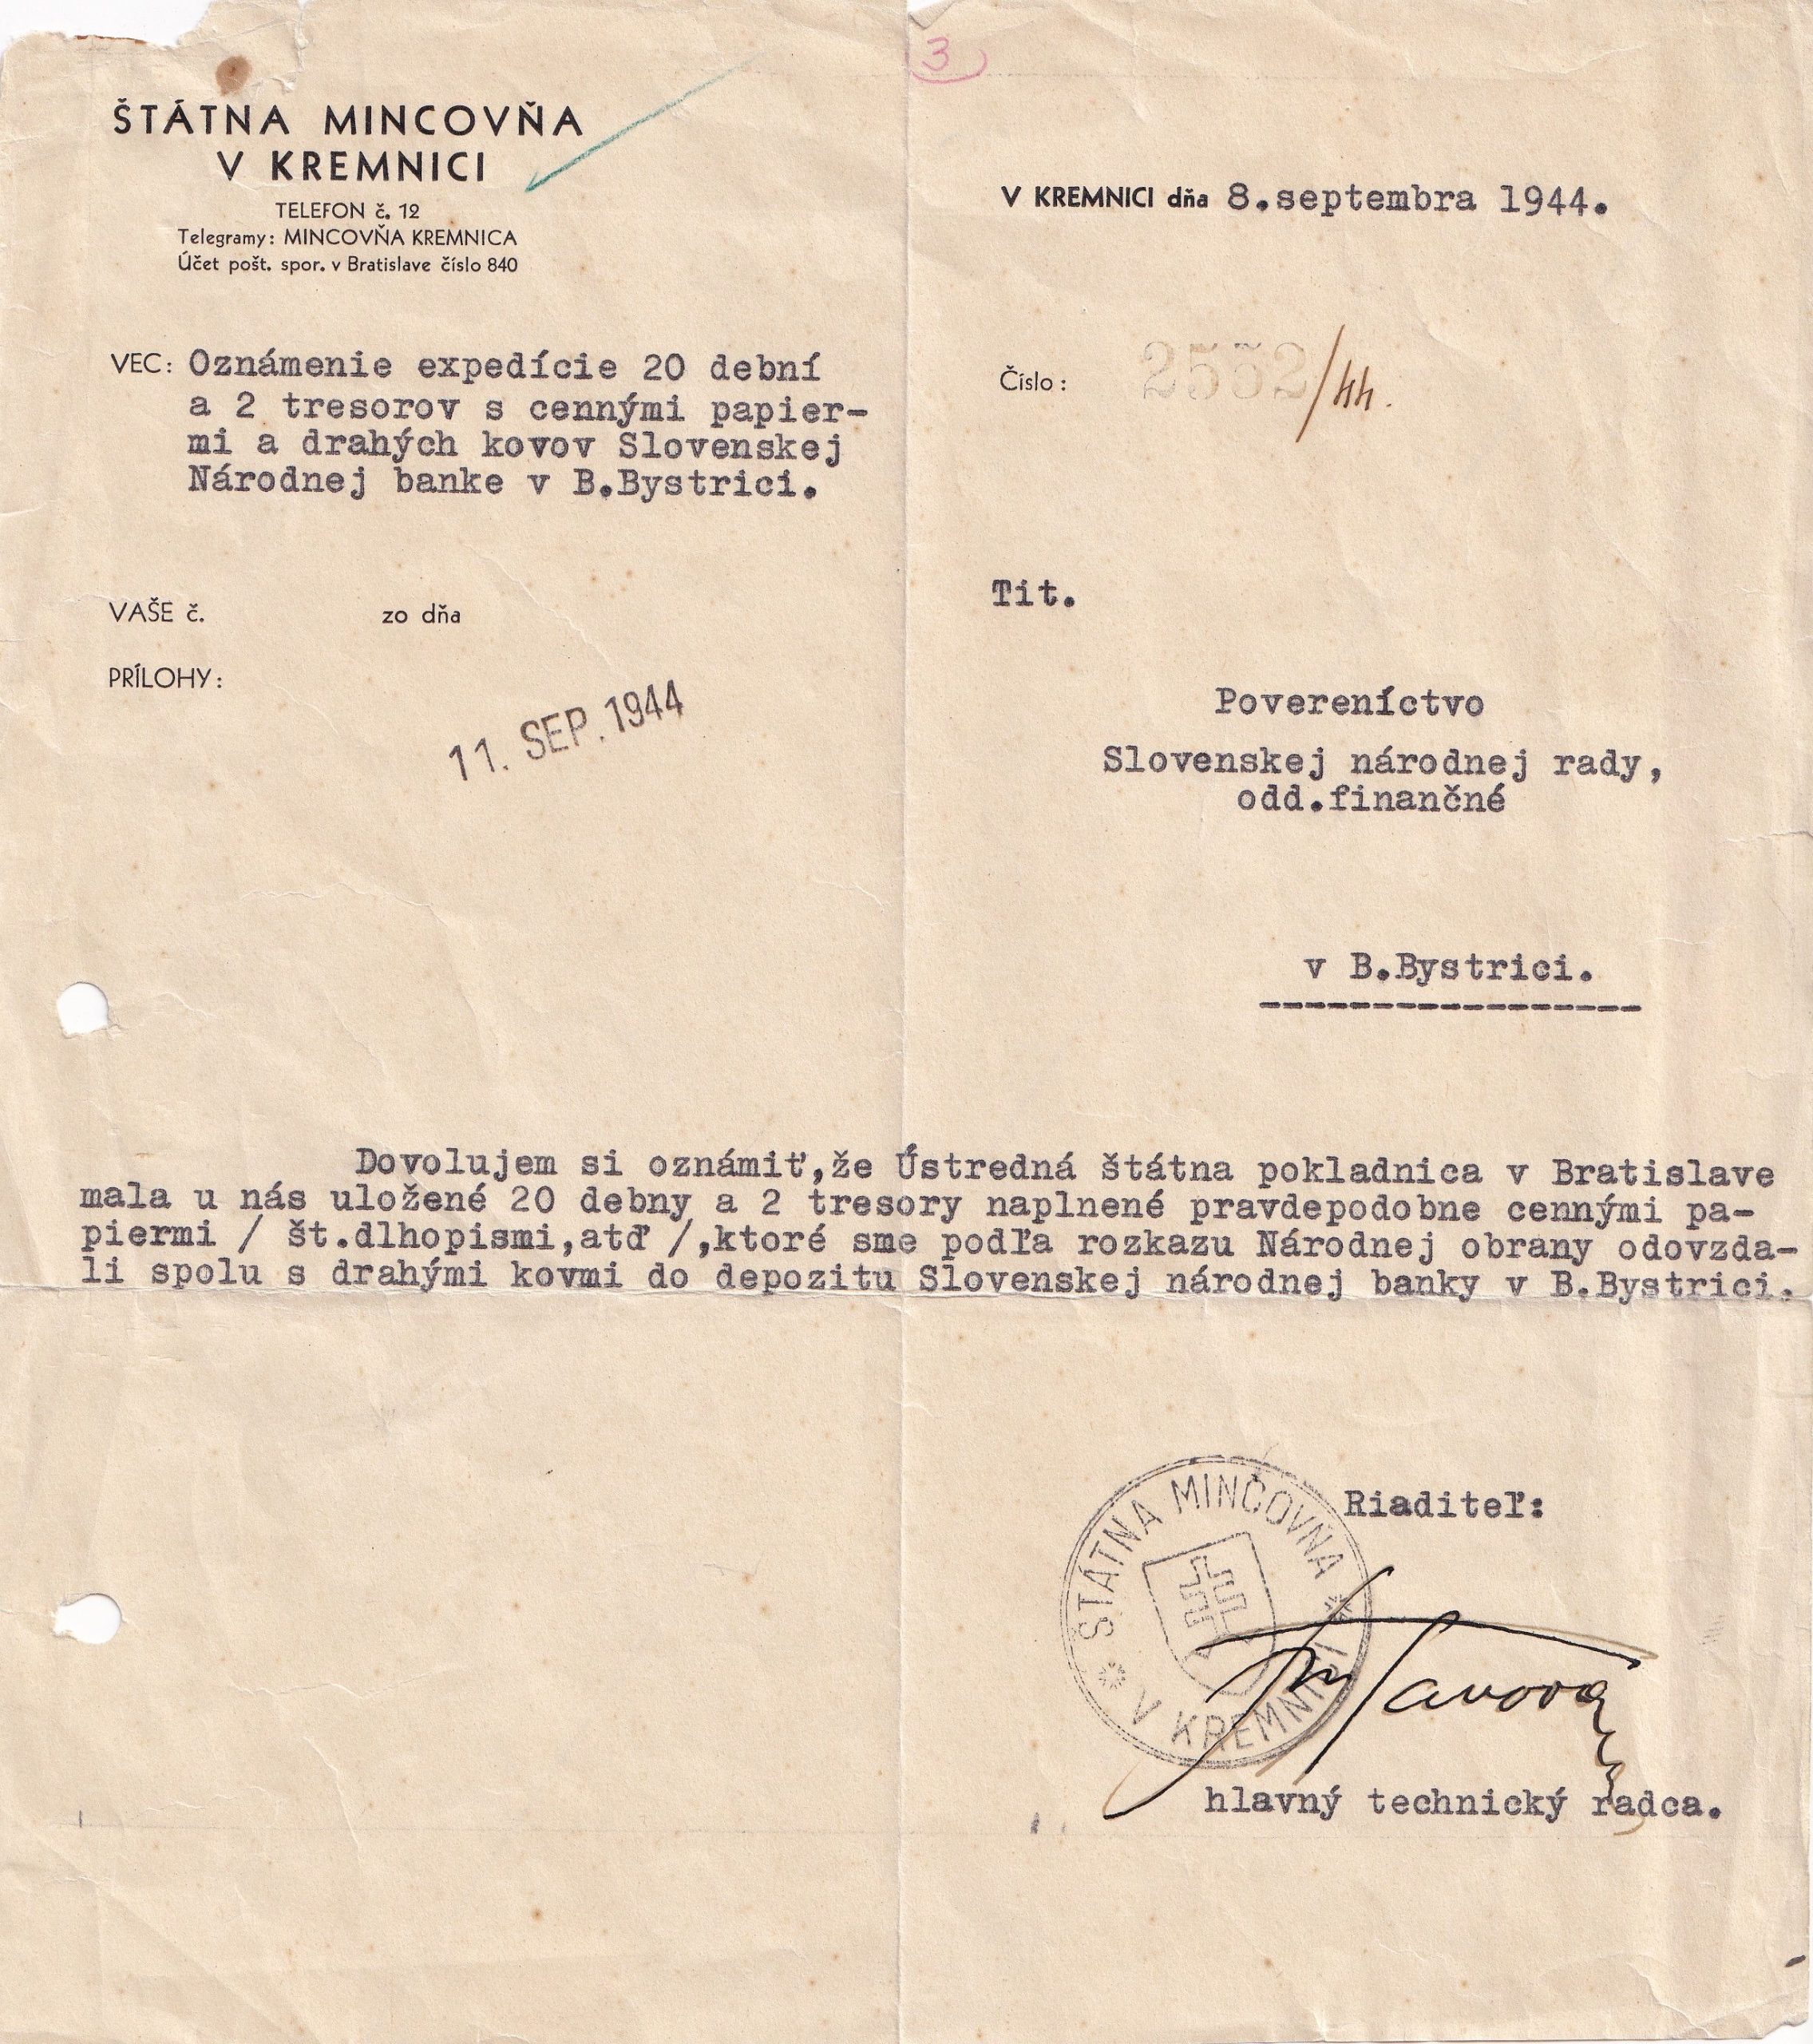 3
ŠTÁTNA MINCOVŇA
V KREMNICI
TELEFON č. 12
Telegramy: MINCOVŇA KREMNICA
Účet pošt. spor. v Bratislave číslo 840
V KREMNICI dňa 8.septembra 1944.
VEC: Oznámenie expedície 20 dební
a 2 tresorov s cennými papier-
mi a drahých kovov Slovenskej
Národnej banke v B.Bystrici.
Číslo: 2552/44.
VAŠE č. zo dňa
PRÍLOHY:
11. SEP. 1944
Tit.
Povereníctvo
Slovenskej národnej rady,
odd.finančné
v B.Bystrici.
Dovolujem si oznámiť,že Ústredná štátna pokladnica v Bratislave
mala u nás uložené 20 debny a 2 tresory naplnené pravdepodobne cennými pa-
piermi / št.dlhopismi,atď /,ktoré sme podľa rozkazu Národnej obrany odovzda-
li spolu s drahými kovmi do depozitu Slovenskej národnej banky v B.Bystrici.
Riaditeľ:
ŠTÁTNA MINCOVŇA
V KREMNICI
hlavný technický radca.